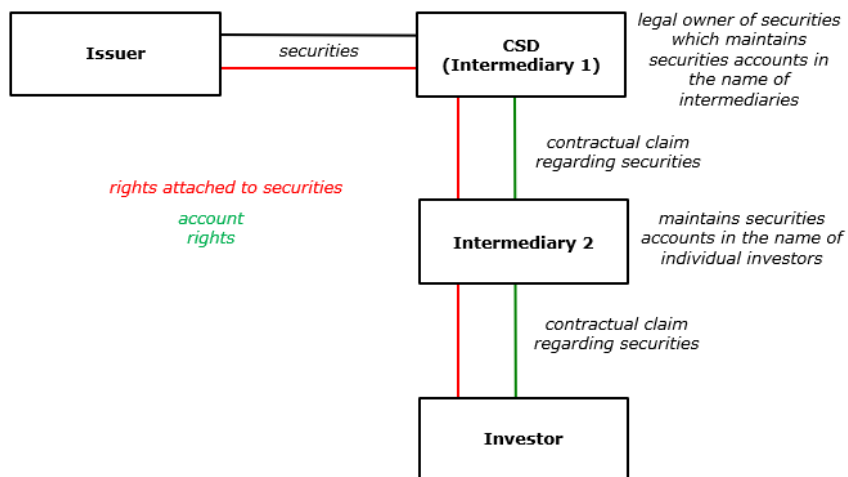 Issuer
securities
CSD
(Intermediary 1)
legal owner of securities
which maintains
securities accounts in
the name of
intermediaries
contractual claim
regarding securities
rights attached to securities
account
rights
Intermediary 2
maintains securities
accounts in the name of
individual investors
contractual claim
regarding securities
Investor